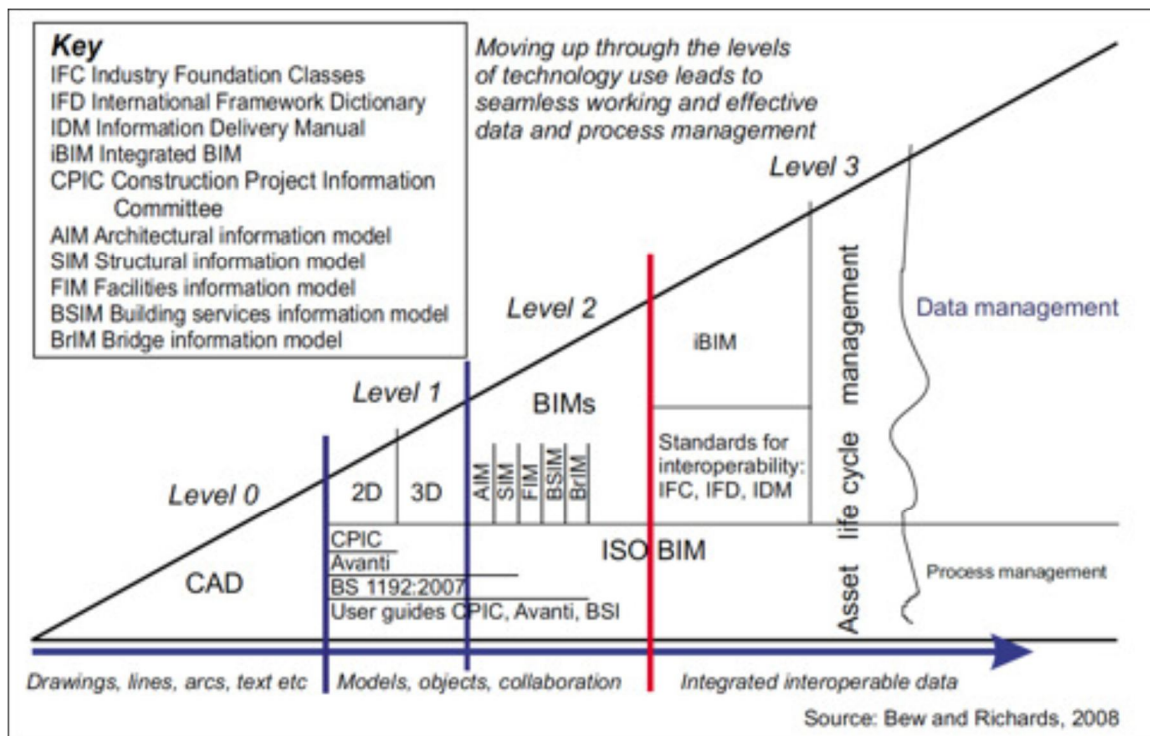 Key
IFC Industry Foundation Classes
IFD International Framework Dictionary
IDM Information Delivery Manual
iBIM Integrated BIM
CPIC Construction Project Information
Committee
AIM Architectural information model
SIM Structural information model
FIM Facilities information model
BSIM Building services information model
BrIM Bridge information model
Moving up through the levels
of technology use leads to
seamless working and effective
data and process management
Level 3
Level 2
Level 1
Level 0
Data management
iBIM
BIMs
Standards for
interoperability:
IFC, IFD, IDM
2D
3D
AIM
SIM
FIM
BSIM
BrIM
Asset life cycle management
CPIC
Avanti
BS 1192:2007
User guides CPIC, Avanti, BSI
ISO BIM
CAD
Process management
Drawings, lines, arcs, text etc
Models, objects, collaboration
Integrated interoperable data
Source: Bew and Richards, 2008